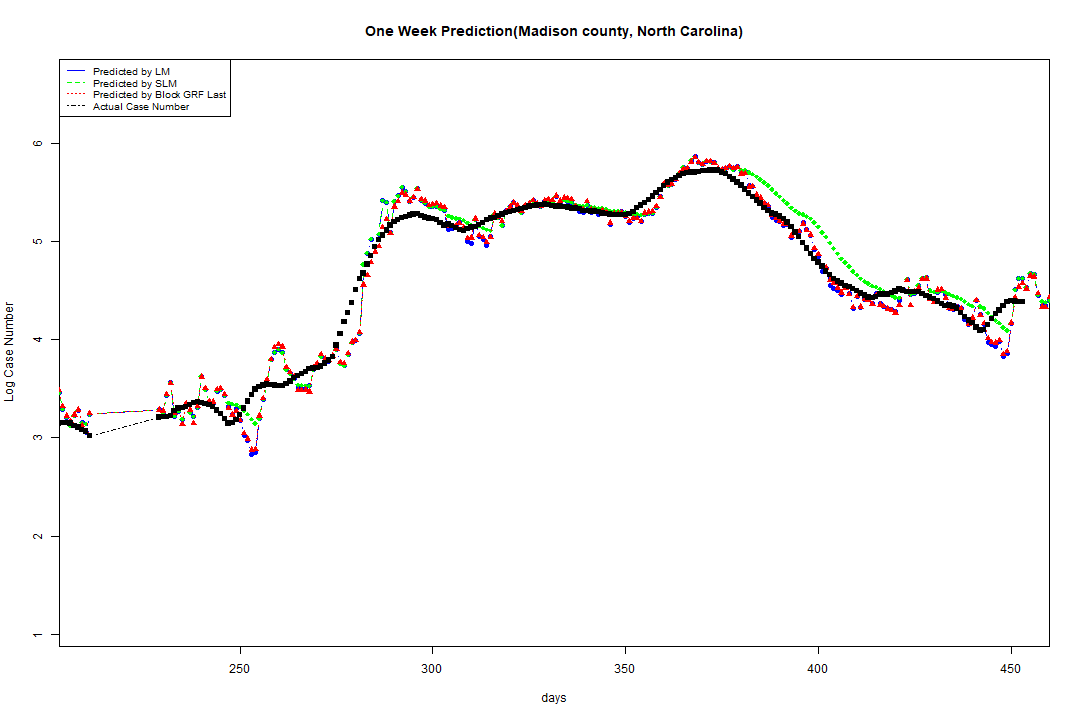 One Week Prediction(Madison county, North Carolina)
Predicted by LM
Predicted by SLM
Predicted by Block GRF Last
Actual Case Number
6
5
4
3
2
1
Log Case Number
250 300 350 400 450
days